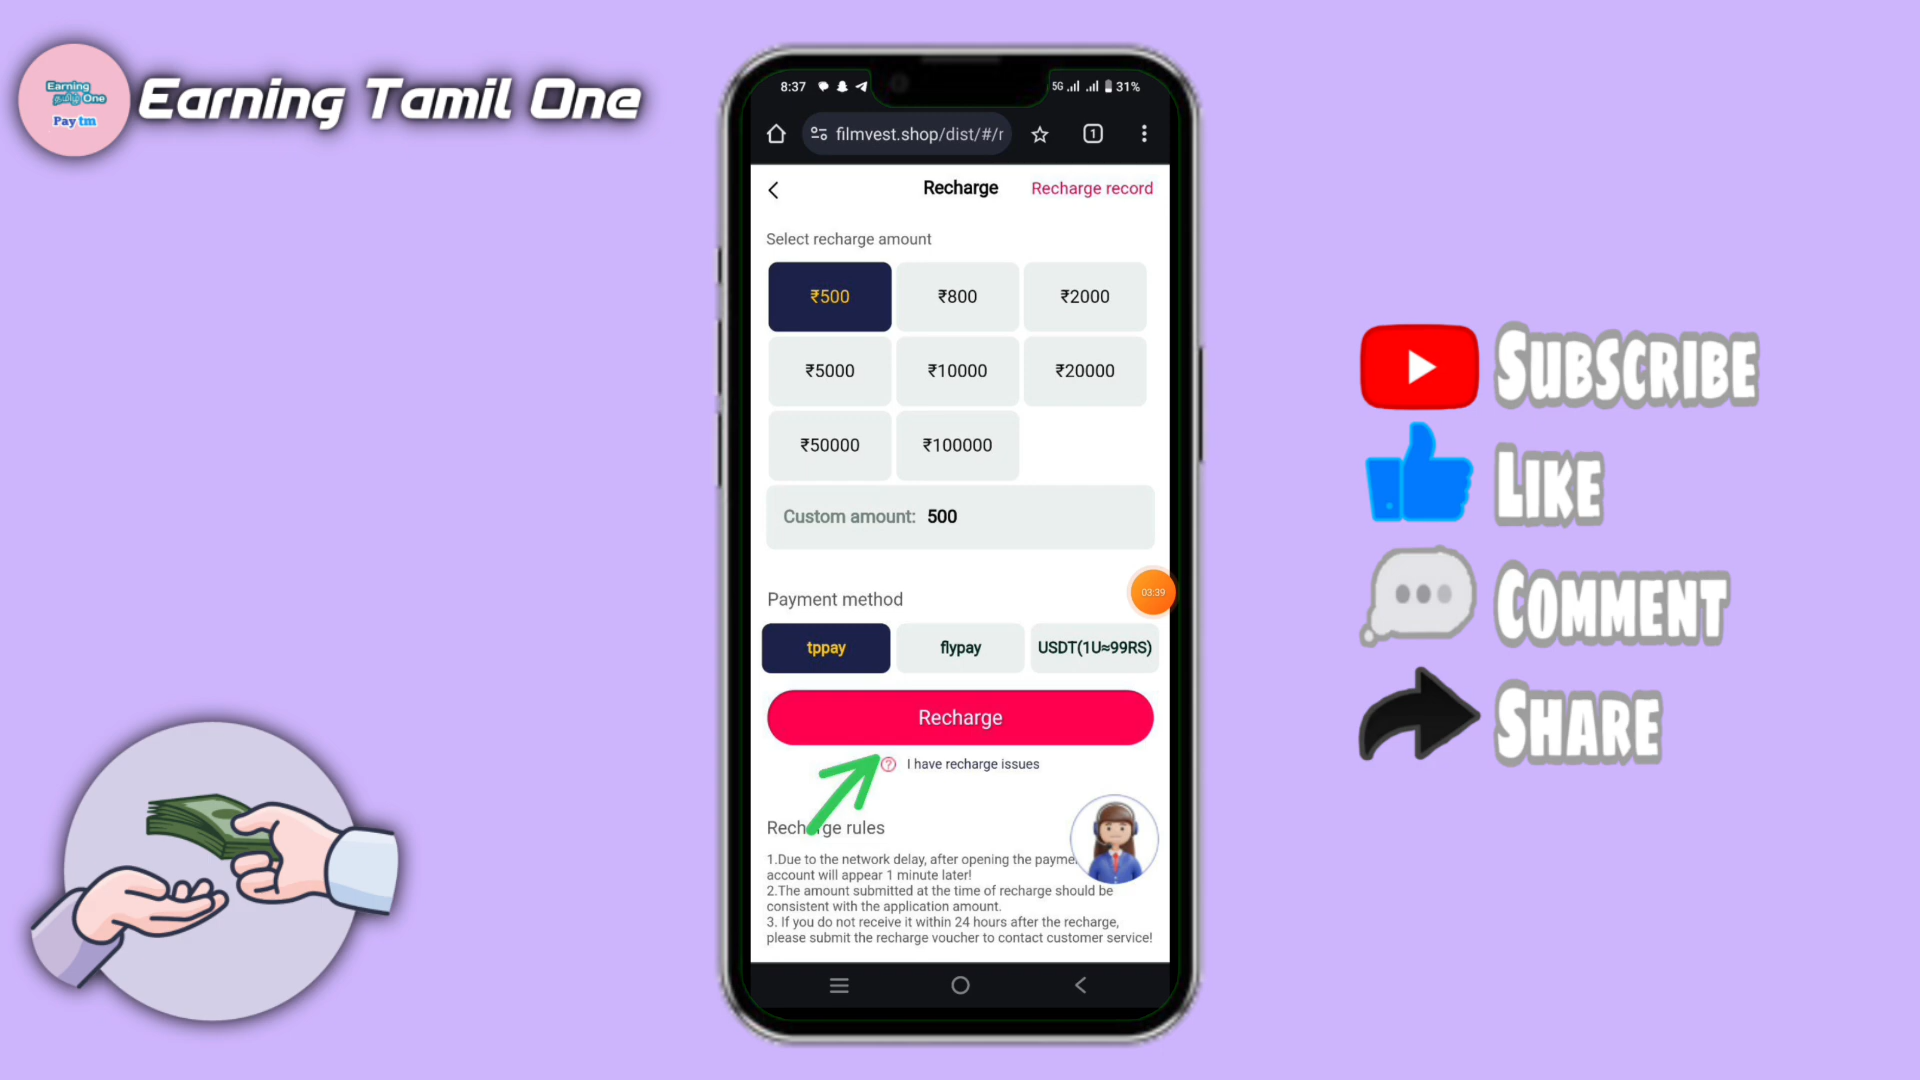 Earning
தமிழ் One
Paytm
Earning Tamil One
8:37
5G
31%
filmvest.shop/dist/#/r
1
Recharge
Recharge record
Select recharge amount
₹500
₹800
₹2000
₹5000
₹10000
₹20000
₹50000
₹100000
Custom amount: 500
Payment method
03:39
tppay
flypay
USDT(1U≈99RS)
Recharge
? I have recharge issues
Recharge rules
1.Due to the network delay, after opening the payme
account will appear 1 minute later!
2.The amount submitted at the time of recharge should be
consistent with the application amount.
3. If you do not receive it within 24 hours after the recharge,
please submit the recharge voucher to contact customer service!
SUBSCRIBE
LIKE
COMMENT
SHARE